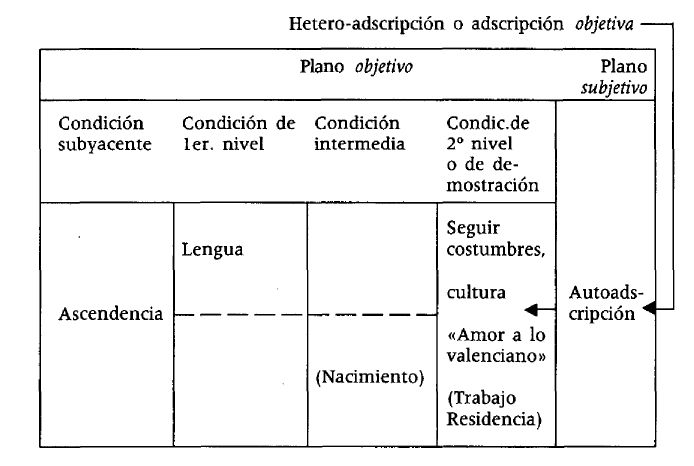 Hetero-adscripción o adscripción objetiva
Plano objetivo
Plano
subjetivo
Condición
subyacente
Condición de
1er. nivel
Condición
intermedia
Condic.de
2º nivel
o de de-
mostración
Ascendencia
Lengua
(Nacimiento)
Seguir
costumbres,
cultura
«Amor a lo
valenciano»
(Trabajo
Residencia)
Autoads-
cripción